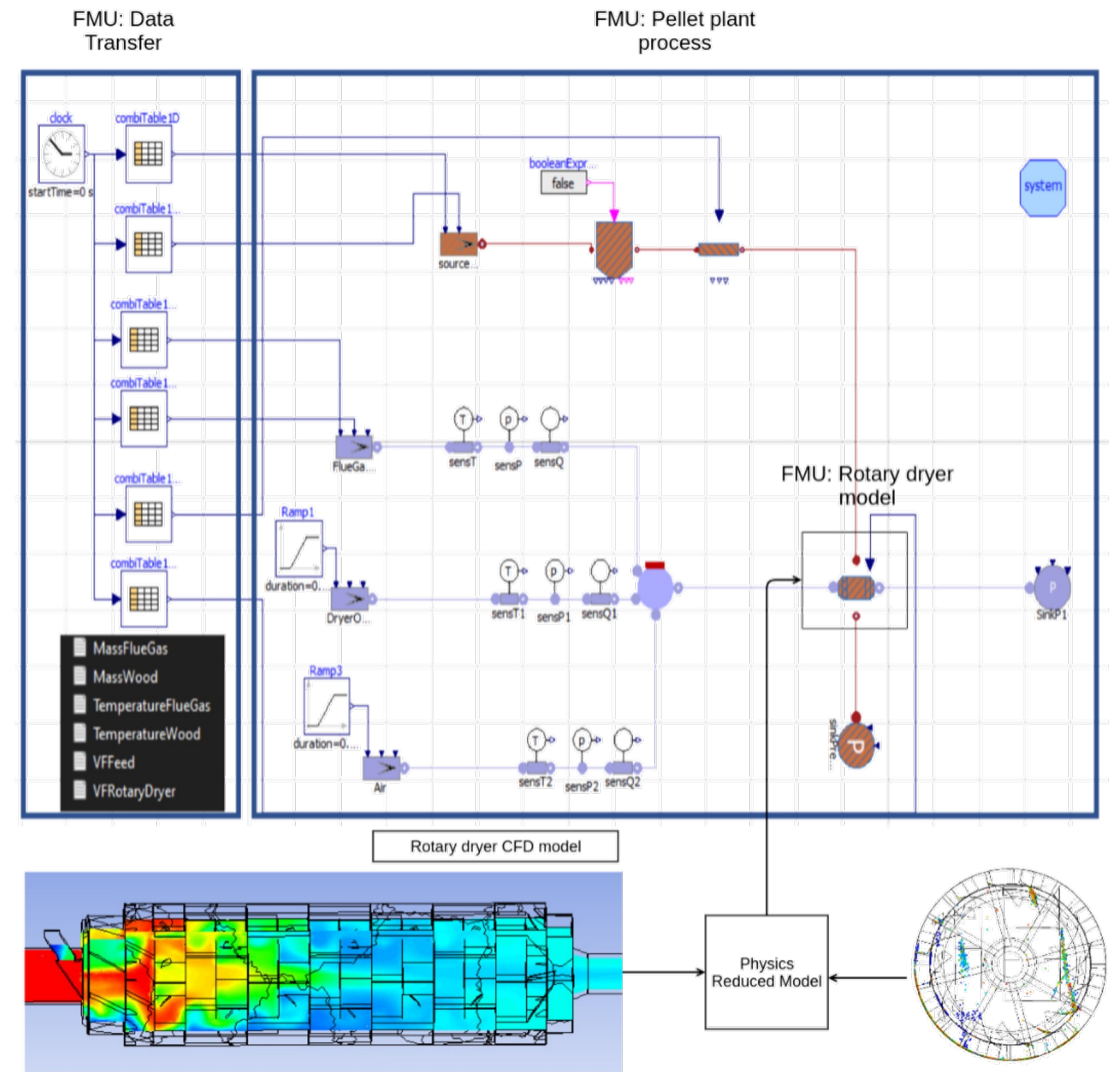 FMU: Data
Transfer
FMU: Pellet plant
process
clock
startTime=0 s
combiTable1D
combiTable1...
combiTable1...
combiTable1...
combiTable1...
combiTable1...
MassFlueGas
MassWood
TemperatureFlueGas
TemperatureWood
VFFeed
VFRotaryDryer
booleanExpr...
false
system
source...
FlueGa...
T
p
sensT
sensP
sensQ
FMU: Rotary dryer
model
Ramp1
duration=0....
DryerO...
T
p
sensT1
sensP1
sensQ1
P
SinkP1
Ramp3
duration=0....
Air
T
p
sensT2
sensP2
sensQ2
P
sinkPre...
Rotary dryer CFD model
Physics
Reduced Model